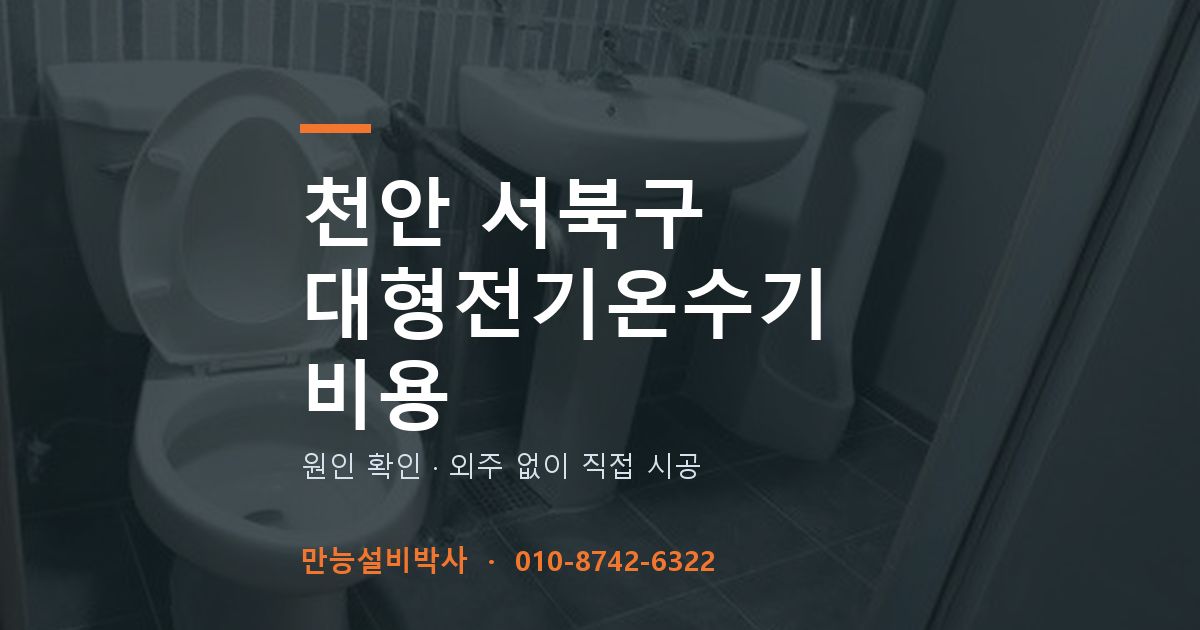 천안 서북구
대형전기온수기
비용
원인 확인 · 외주 없이 직접 시공
만능설비박사 · 010-8742-6322